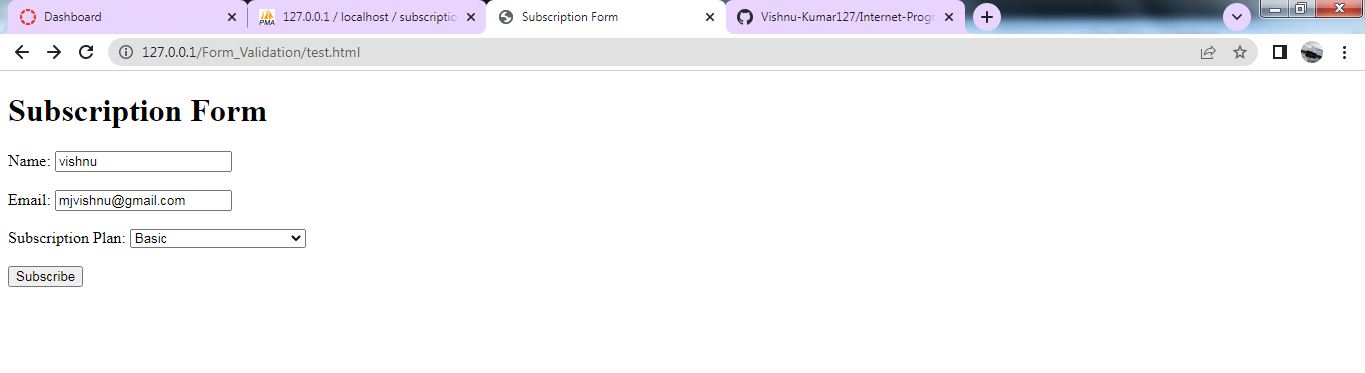 Dashboard
127.0.0.1 / localhost / subscriptio
Subscription Form
Vishnu-Kumar127/Internet-Progr
127.0.0.1/Form_Validation/test.html
Subscription Form
Name: vishnu
Email: mjvishnu@gmail.com
Subscription Plan: Basic
Subscribe